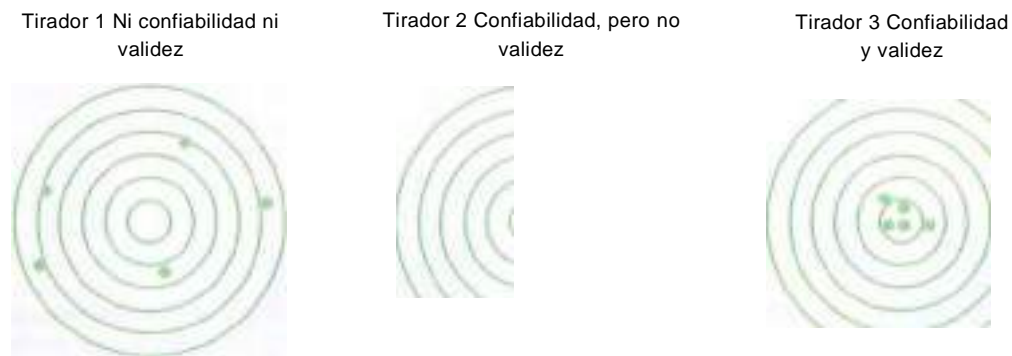 Tirador 1 Ni confiabilidad ni
validez
Tirador 2 Confiabilidad, pero no
validez
Tirador 3 Confiabilidad
y validez